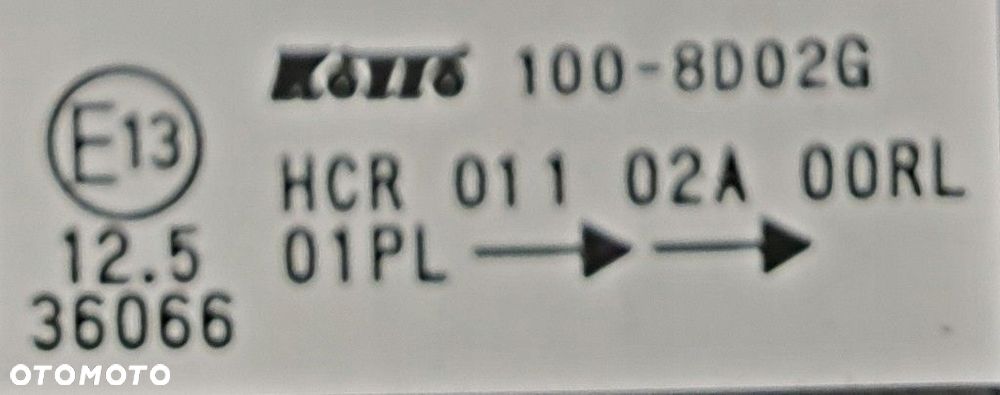 KOITO 100-8D02G
E13
HCR 011 02A 00RL
12.5
01PL
36066
OTOMOTO